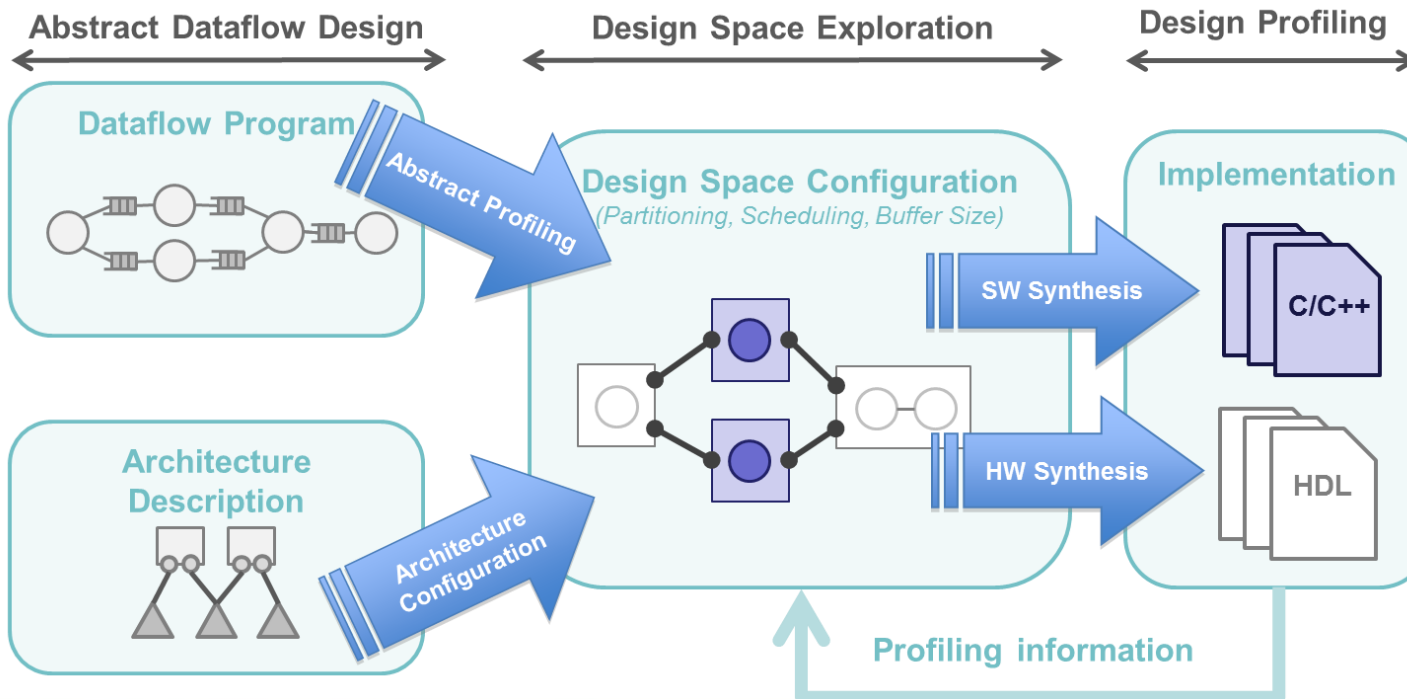 Abstract Dataflow Design
Design Space Exploration
Design Profiling
Dataflow Program
Abstract Profiling
Design Space Configuration
(Partitioning, Scheduling, Buffer Size)
Implementation
SW Synthesis
C/C++
Architecture
Description
Architecture
Configuration
HW Synthesis
HDL
Profiling information